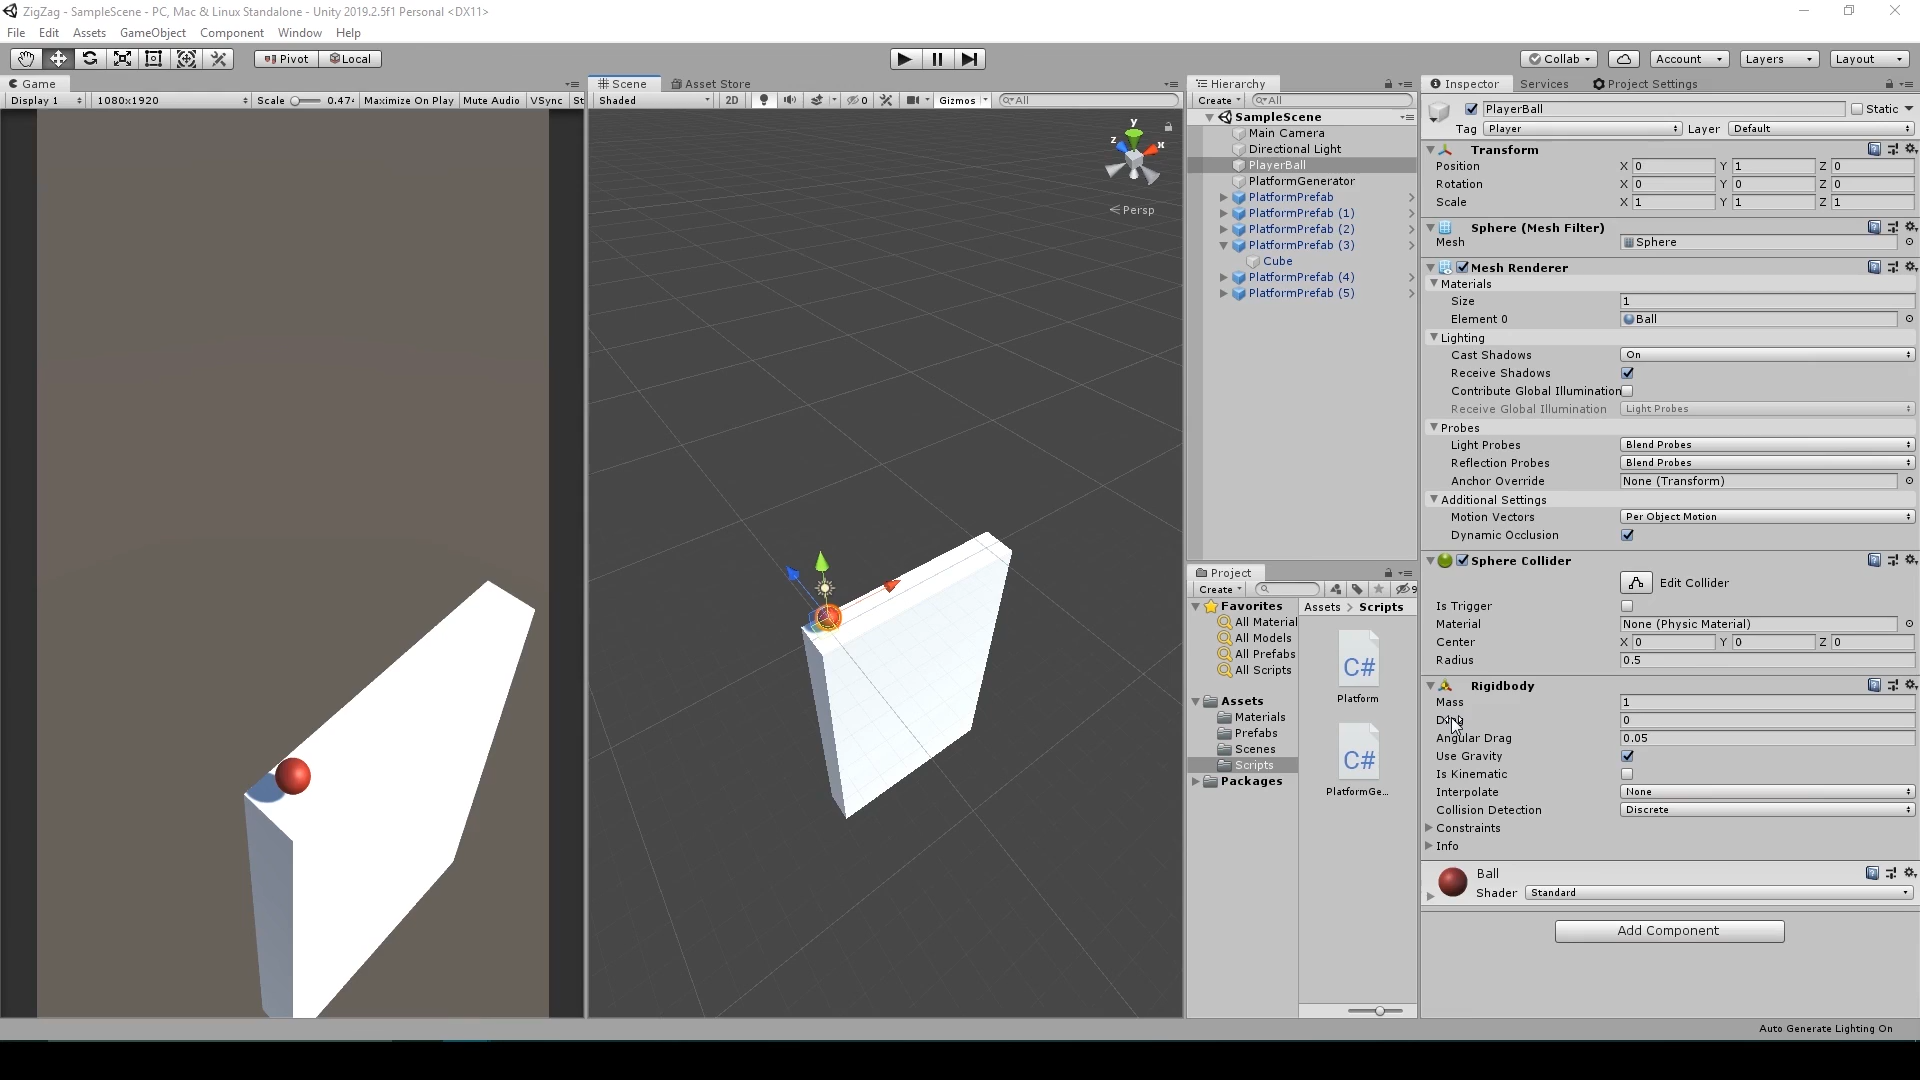 ZigZag - SampleScene - PC, Mac & Linux Standalone - Unity 2019.2.5f1 Personal <DX11>
File Edit Assets GameObject Component Window Help
Pivot Local Collab Account Layers Layout
Game Scene Asset Store Hierarchy Inspector Services Project Settings
Display 1 1080x1920 Scale 0.47 Maximize On Play Mute Audio VSync St Shaded 2D 0 Gizmos All Create All
PlayerBall Static
Tag Player Layer Default
SampleScene
Main Camera
Directional Light
PlayerBall
PlatformGenerator
PlatformPrefab
PlatformPrefab (1)
PlatformPrefab (2)
PlatformPrefab (3)
Cube
PlatformPrefab (4)
PlatformPrefab (5)
y
z x
Persp
Transform
Position X 0 Y 1 Z 0
Rotation X 0 Y 0 Z 0
Scale X 1 Y 1 Z 1
Sphere (Mesh Filter)
Mesh Sphere
Mesh Renderer
Materials
Size 1
Element 0 Ball
Lighting
Cast Shadows On
Receive Shadows
Contribute Global Illumination
Receive Global Illumination Light Probes
Probes
Light Probes Blend Probes
Reflection Probes Blend Probes
Anchor Override None (Transform)
Additional Settings
Motion Vectors Per Object Motion
Dynamic Occlusion
Sphere Collider
Edit Collider
Is Trigger
Material None (Physic Material)
Center X 0 Y 0 Z 0
Radius 0.5
Rigidbody
Mass 1
0
Angular Drag 0.05
Use Gravity
Is Kinematic
Interpolate None
Collision Detection Discrete
Constraints
Info
Ball
Shader Standard
Add Component
Project
Create 9
Favorites
All Material
All Models
All Prefabs
All Scripts
Assets
Materials
Prefabs
Scenes
Scripts
Packages
Assets > Scripts
C#
Platform
C#
PlatformGe...
Auto Generate Lighting On